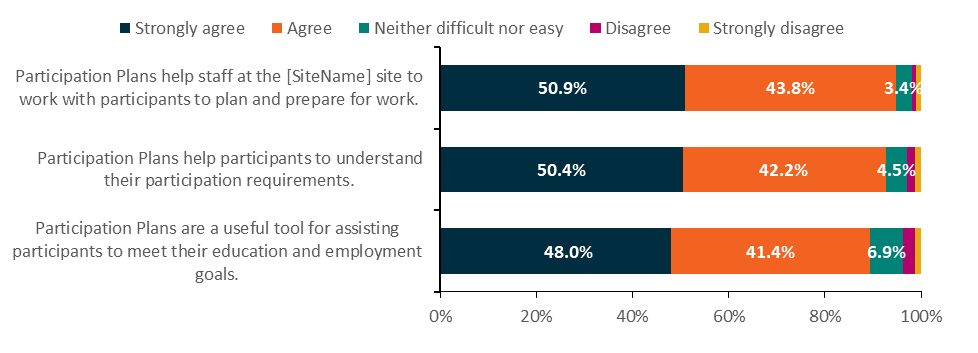 Strongly agree Agree Neither difficult nor easy Disagree Strongly disagree
Participation Plans help staff at the [SiteName] site to
work with participants to plan and prepare for work.
50.9% 43.8% 3.4%
Participation Plans help participants to understand
their participation requirements.
50.4% 42.2% 4.5%
Participation Plans are a useful tool for assisting
participants to meet their education and employment
goals.
48.0% 41.4% 6.9%
0% 20% 40% 60% 80% 100%